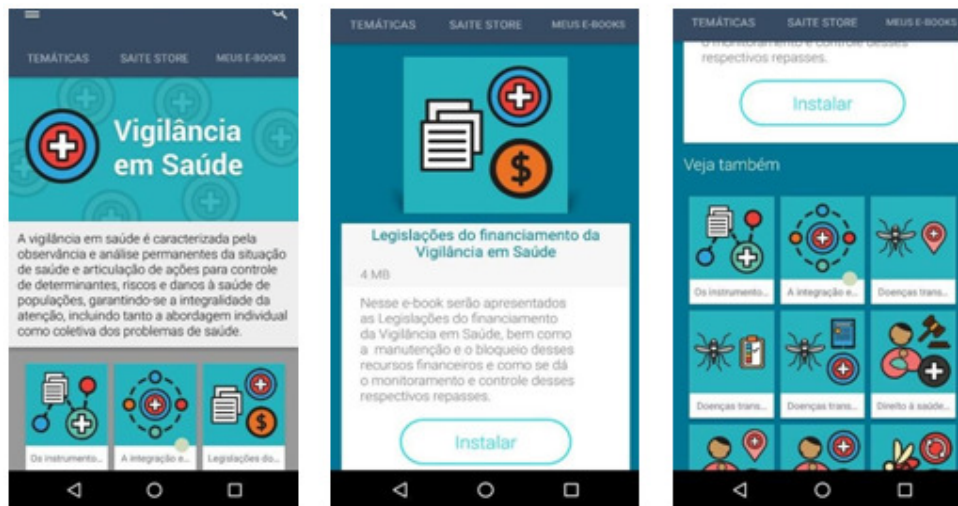 TEMÁTICAS SAITE STORE MEUS E-BOOKS
Vigilância
em Saúde
A vigilância em saúde é caracterizada pela
observância e análise permanentes da situação
de saúde e articulação de ações para controle
de determinantes, riscos e danos à saúde de
populações, garantindo-se a integralidade da
atenção, incluindo tanto a abordagem individual
como coletiva dos problemas de saúde.
Os instrumento... A integração e... Legislações do...
TEMÁTICAS SAITE STORE MEUS E-BOOKS
$
Legislações do financiamento da
Vigilância em Saúde
4 MB
Nesse e-book serão apresentados
as Legislações do financiamento
da Vigilância em Saúde, bem como
a manutenção e o bloqueio desses
recursos financeiros e como se dá
o monitoramento e controle desses
respectivos repasses.
Instalar
TEMÁTICAS SAITE STORE MEUS E-BOOKS
o monitoramento e controle desses
respectivos repasses.
Instalar
Veja também
Os instrumento... A integração e... Doenças trans...
Doenças trans... Doenças trans... Direito à saúde...